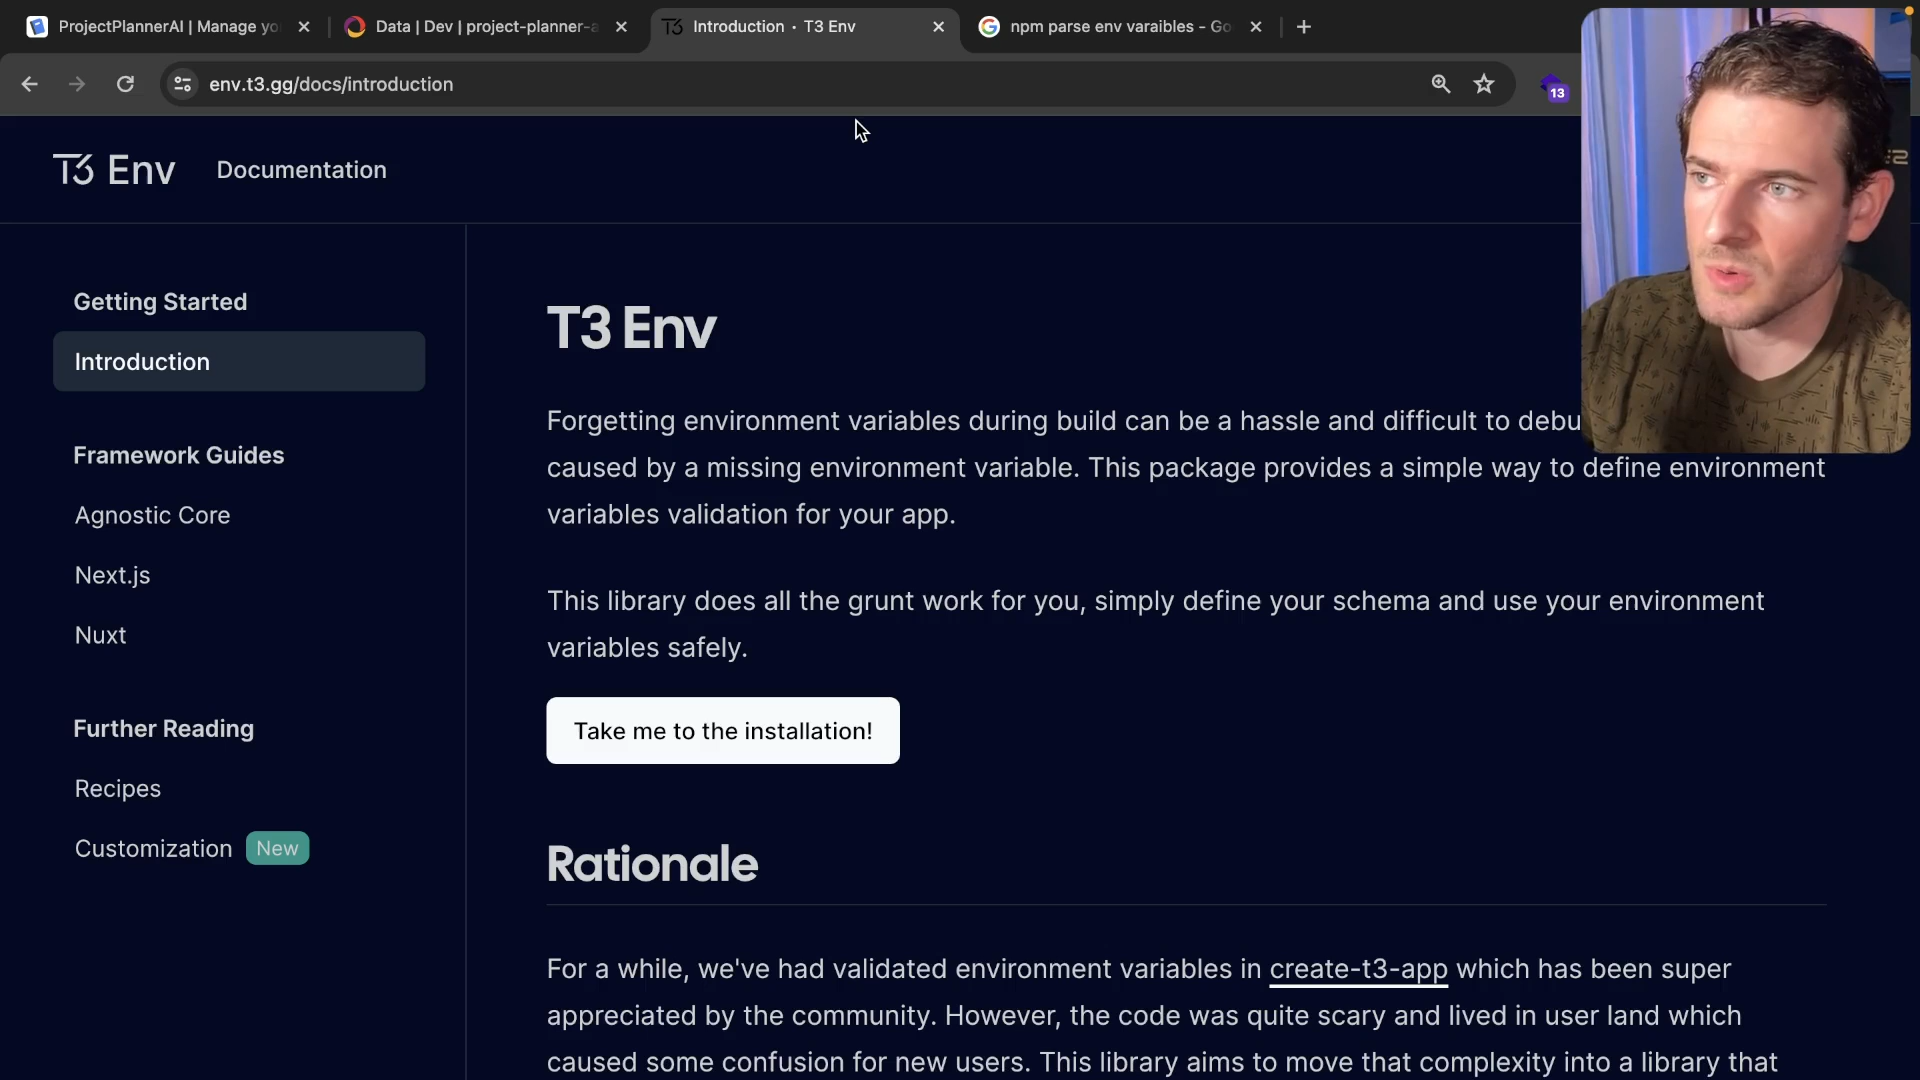 ProjectPlannerAI | Manage yo
Data | Dev | project-planner-a
Introduction · T3 Env
npm parse env varaibles - Go
env.t3.gg/docs/introduction
13
T3 Env
Documentation
Getting Started
Introduction
Framework Guides
Agnostic Core
Next.js
Nuxt
Further Reading
Recipes
Customization New
T3 Env
Forgetting environment variables during build can be a hassle and difficult to debu
caused by a missing environment variable. This package provides a simple way to define environment
variables validation for your app.
This library does all the grunt work for you, simply define your schema and use your environment
variables safely.
Take me to the installation!
Rationale
For a while, we've had validated environment variables in create-t3-app which has been super
appreciated by the community. However, the code was quite scary and lived in user land which
caused some confusion for new users. This library aims to move that complexity into a library that